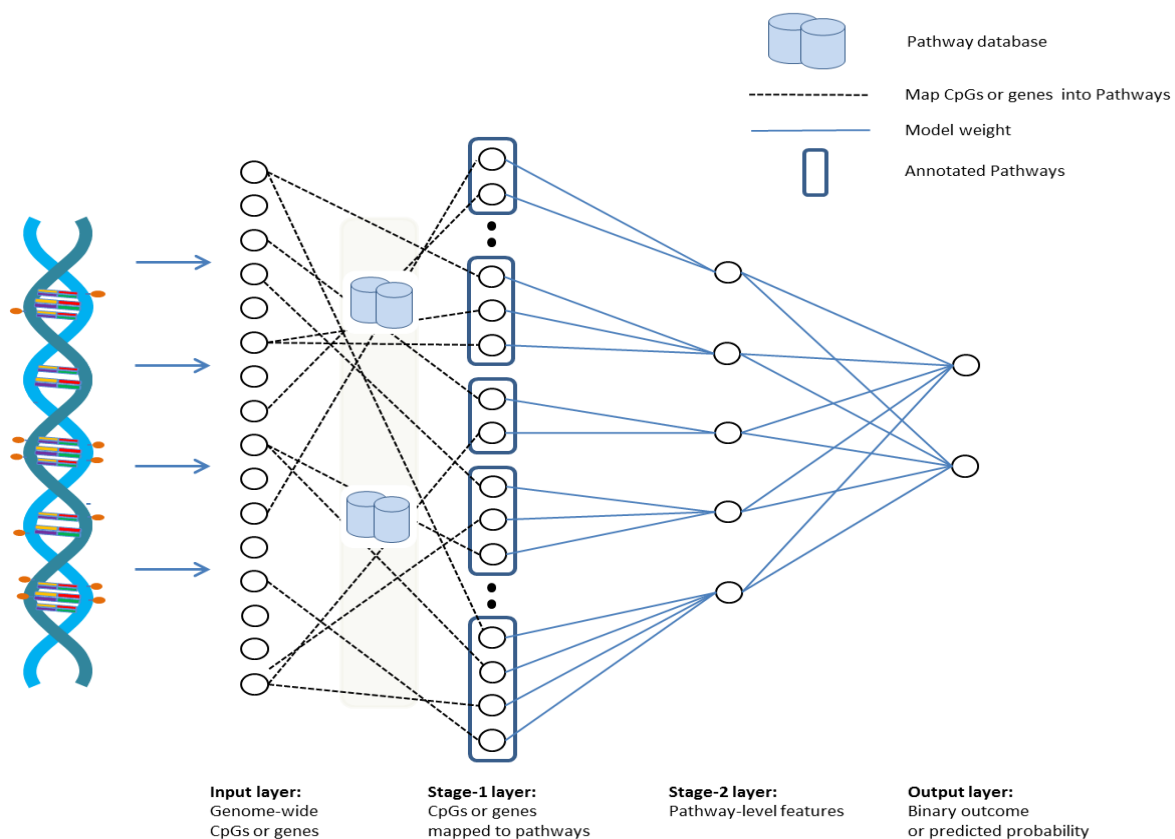 Pathway database
Map CpGs or genes into Pathways
Model weight
Annotated Pathways
Input layer:
Genome-wide
CpGs or genes
Stage-1 layer:
CpGs or genes
mapped to pathways
Stage-2 layer:
Pathway-level features
Output layer:
Binary outcome
or predicted probability